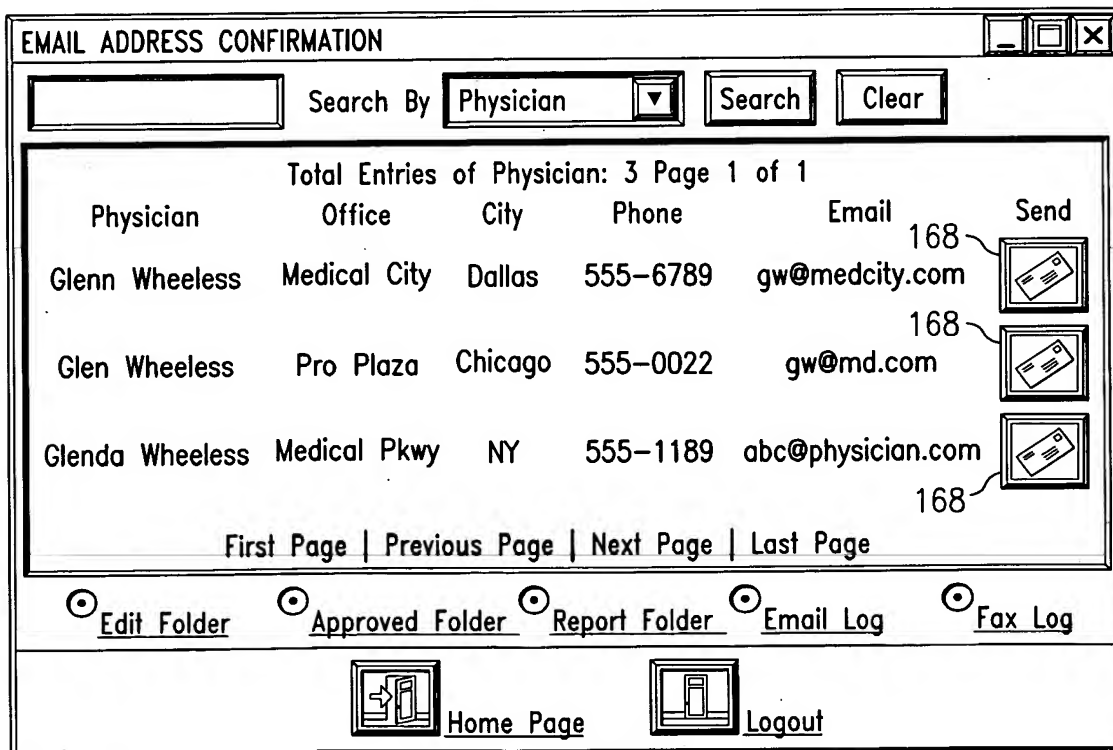 EMAIL ADDRESS CONFIRMATION
Search By Physician Search Clear
Total Entries of Physician: 3 Page 1 of 1
Physician Office City Phone Email Send
168
Glenn Wheeless Medical City Dallas 555-6789 gw@medcity.com
168
Glen Wheeless Pro Plaza Chicago 555-0022 gw@md.com
Glenda Wheeless Medical Pkwy NY 555-1189 abc@physician.com
168
First Page | Previous Page | Next Page | Last Page
Edit Folder Approved Folder Report Folder Email Log Fax Log
Home Page Logout